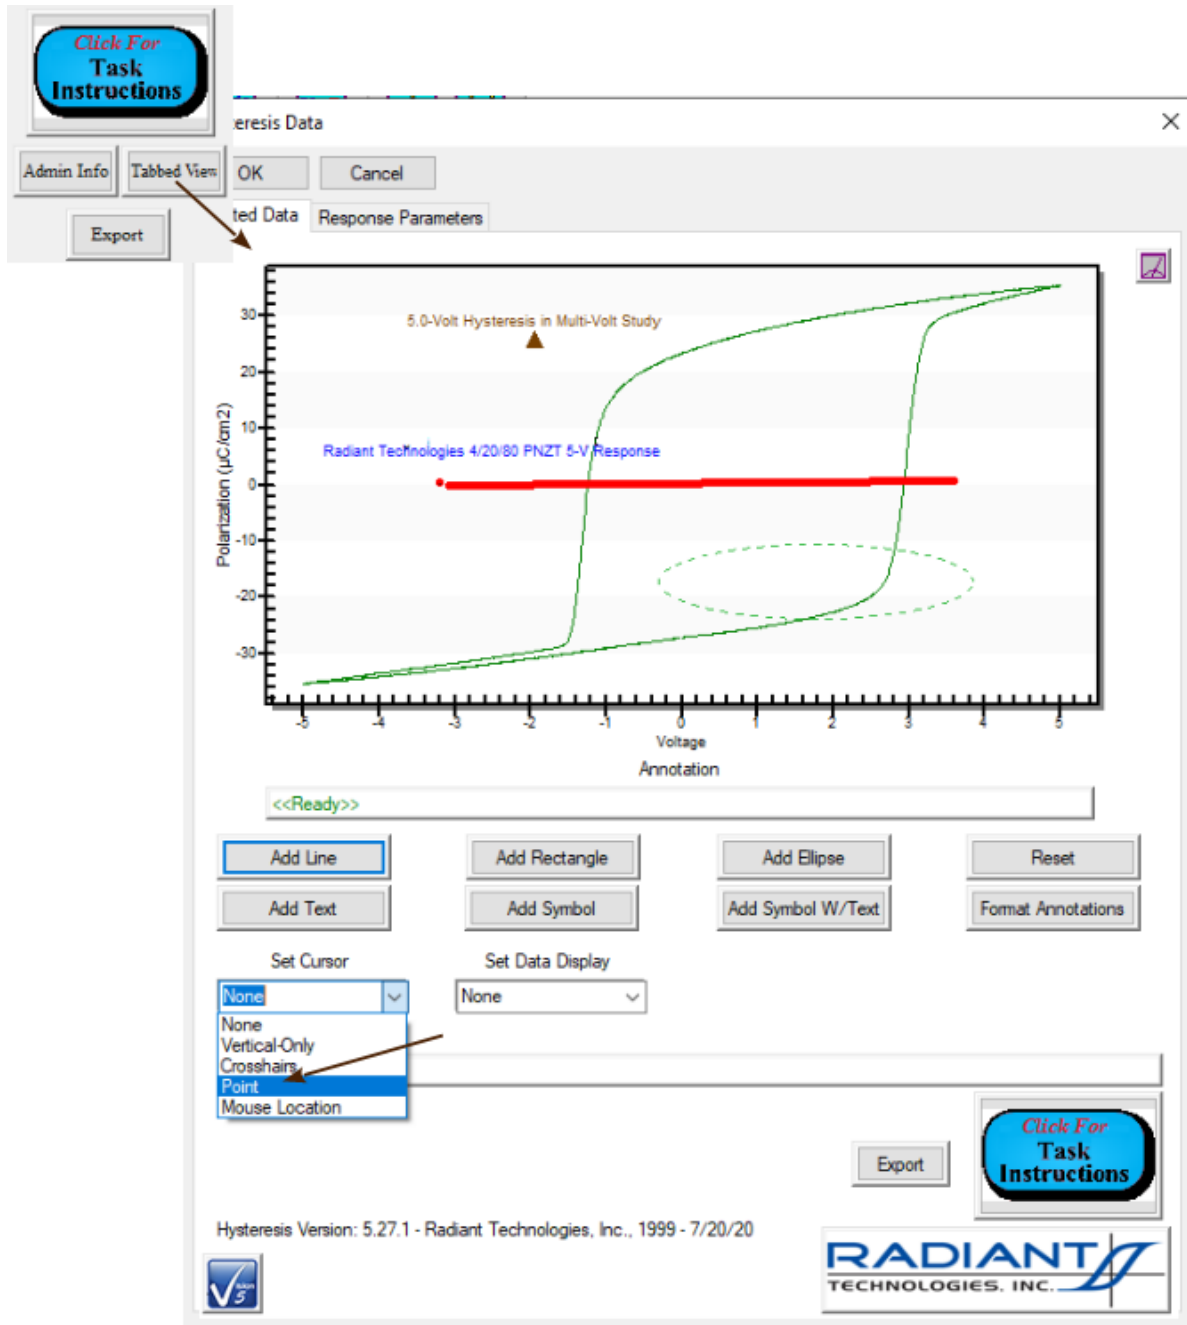 Click For
Task
Instructions
Admin Info
Tabbed View
Export
eresis Data
OK
Cancel
ted Data
Response Parameters
5.0-Volt Hysteresis in Multi-Volt Study
Radiant Technologies 4/20/80 PNZT 5-V Response
Polarization (µC/cm2)
30
20
10
0
-10
-20
-30
-5
-4
-3
-2
-1
0
1
2
3
4
5
Voltage
Annotation
<<Ready>>
Add Line
Add Rectangle
Add Ellipse
Reset
Add Text
Add Symbol
Add Symbol W/Text
Format Annotations
Set Cursor
Set Data Display
None
None
None
Vertical-Only
Crosshairs
Point
Mouse Location
Click For
Task
Instructions
Export
Hysteresis Version: 5.27.1 - Radiant Technologies, Inc., 1999 - 7/20/20
RADIANT
TECHNOLOGIES, INC.
Vision
5